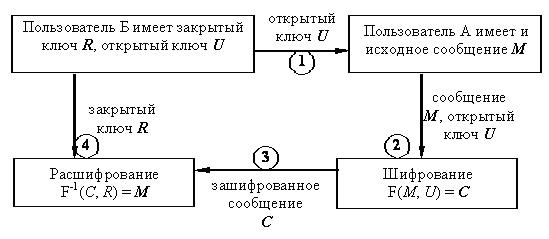 Пользователь Б имеет закрытый
ключ R, открытый ключ U
открытый
ключ U
1
Пользователь А имеет и
исходное сообщение M
закрытый
ключ R
4
сообщение
M, открытый
ключ U
2
Расшифрование
F-1(C, R) = M
3
зашифрованное
сообщение
C
Шифрование
F(M, U) = C